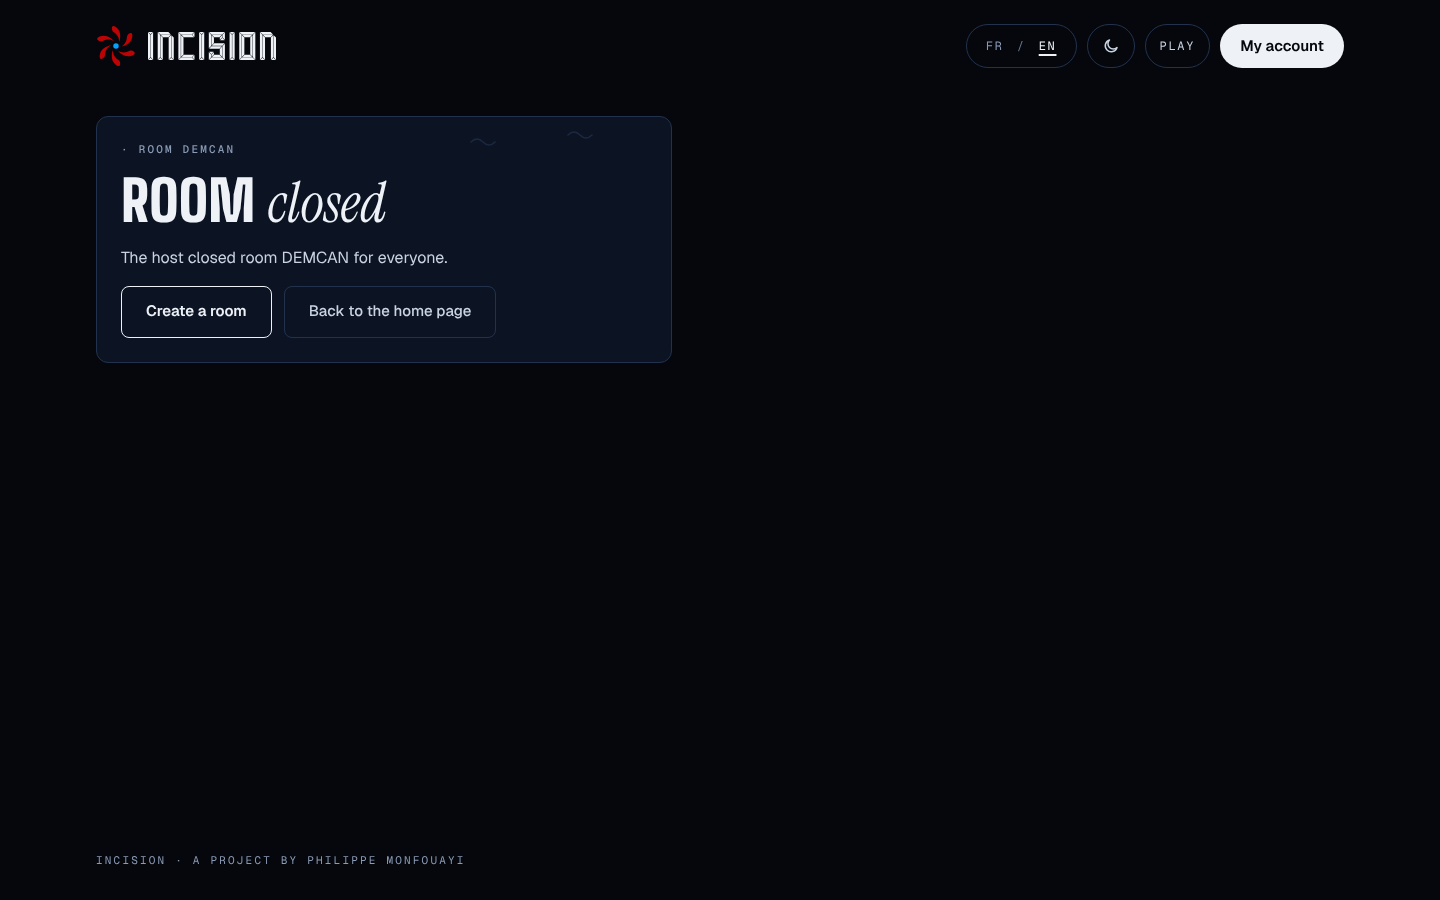 INCISION
FR / EN
PLAY
My account
· ROOM DEMCAN
ROOM closed
The host closed room DEMCAN for everyone.
Create a room
Back to the home page
INCISION · A PROJECT BY PHILIPPE MONFOUAYI